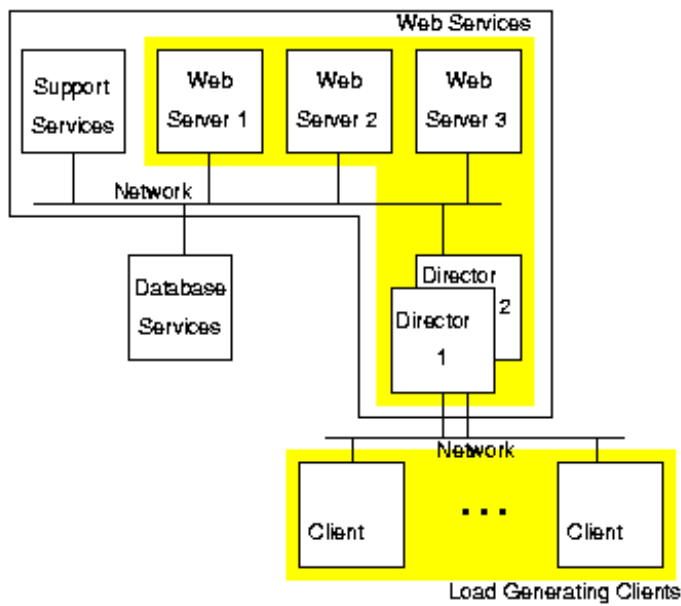 Web Services
Support
Services
Web
Server 1
Web
Server 2
Web
Server 3
Network
Database
Services
Director
2
Director
1
Network
Client
...
Client
Load Generating Clients